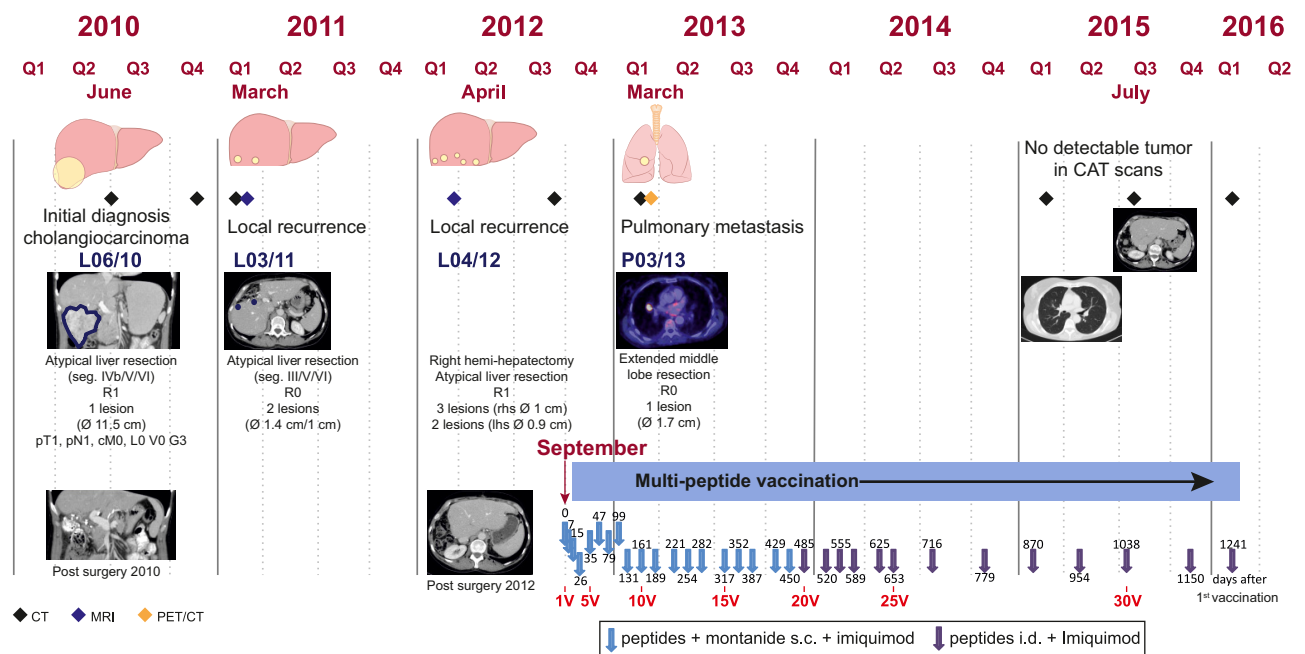 2010 2011 2012 2013 2014 2015 2016
Q1 Q2 Q3 Q4 Q1 Q2 Q3 Q4 Q1 Q2 Q3 Q4 Q1 Q2 Q3 Q4 Q1 Q2 Q3 Q4 Q1 Q2 Q3 Q4 Q1 Q2
June March April March July
No detectable tumor
in CAT scans
Initial diagnosis
cholangiocarcinoma
L06/10
Atypical liver resection
(seg. IVb/V/VI)
R1
1 lesion
(Ø 11.5 cm)
pT1, pN1, cM0, L0 V0 G3
Post surgery 2010
Local recurrence
L03/11
Atypical liver resection
(seg. III/V/VI)
R0
2 lesions
(Ø 1.4 cm/1 cm)
Local recurrence
L04/12
Right hemi-hepatectomy
Atypical liver resection
R1
3 lesions (rhs Ø 1 cm)
2 lesions (lhs Ø 0.9 cm)
Post surgery 2012
Pulmonary metastasis
P03/13
Extended middle
lobe resection
R0
1 lesion
(Ø 1.7 cm)
September
Multi-peptide vaccination
0 7 15 26 35 47 79 99 131 161 189 221 254 282 317 352 387 429 450 485 520 555 589 625 653 716 779 870 954 1038 1150 1241
days after
1st vaccination
1V 5V 10V 15V 20V 25V 30V
CT MRI PET/CT
peptides + montanide s.c. + imiquimod peptides i.d. + Imiquimod